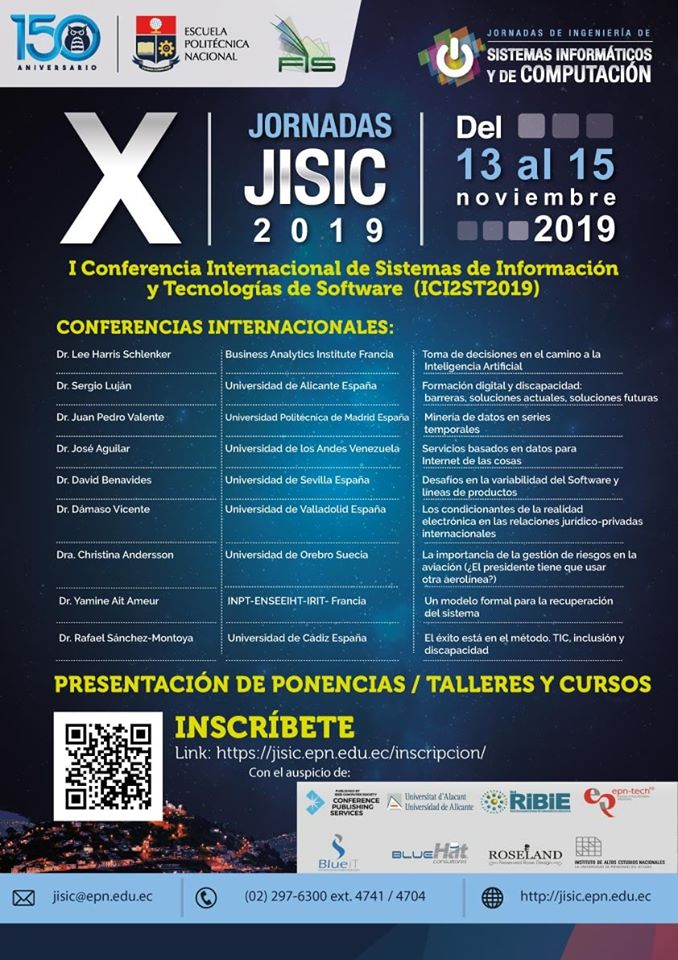 150
ANIVERSARIO
ESCUELA
POLITÉCNICA
NACIONAL
FIS
JORNADAS DE INGENIERÍA DE
SISTEMAS INFORMÁTICOS
Y DE COMPUTACIÓN
X
JORNADAS
JISIC
2019
Del
13 al 15
noviembre
2019
I Conferencia Internacional de Sistemas de Información
y Tecnologías de Software (ICI2ST2019)
CONFERENCIAS INTERNACIONALES:
Dr. Lee Harris Schlenker
Business Analytics Institute Francia
Toma de decisiones en el camino a la
Inteligencia Artificial
Dr. Sergio Luján
Universidad de Alicante España
Formación digital y discapacidad:
barreras, soluciones actuales, soluciones futuras
Dr. Juan Pedro Valente
Universidad Politécnica de Madrid España
Minería de datos en series
temporales
Dr. José Aguilar
Universidad de los Andes Venezuela
Servicios basados en datos para
Internet de las cosas
Dr. David Benavides
Universidad de Sevilla España
Desafíos en la variabilidad del Software y
líneas de productos
Dr. Dámaso Vicente
Universidad de Valladolid España
Los condicionantes de la realidad
electrónica en las relaciones jurídico-privadas
internacionales
Dra. Christina Andersson
Universidad de Orebro Suecia
La importancia de la gestión de riesgos en la
aviación (¿El presidente tiene que usar
otra aerolínea?)
Dr. Yamine Ait Ameur
INPT-ENSEEIHT-IRIT- Francia
Un modelo formal para la recuperación
del sistema
Dr. Rafael Sánchez-Montoya
Universidad de Cádiz España
El éxito está en el método. TIC, inclusión y
discapacidad
PRESENTACIÓN DE PONENCIAS / TALLERES Y CURSOS
INSCRÍBETE
Link: https://jisic.epn.edu.ec/inscripcion/
Con el auspicio de:
PUBLISHED BY
IEEE COMPUTER SOCIETY
CONFERENCE
PUBLISHING
SERVICES
Universitat d'Alacant
Universidad de Alicante
RIBIE
epn-tech
Blue iT
BLUEHAT
consultores
ROSELAND
Preserved Roses Design
INSTITUTO DE ALTOS ESTUDIOS NACIONALES
jisic@epn.edu.ec
(02) 297-6300 ext. 4741 / 4704
http://jisic.epn.edu.ec